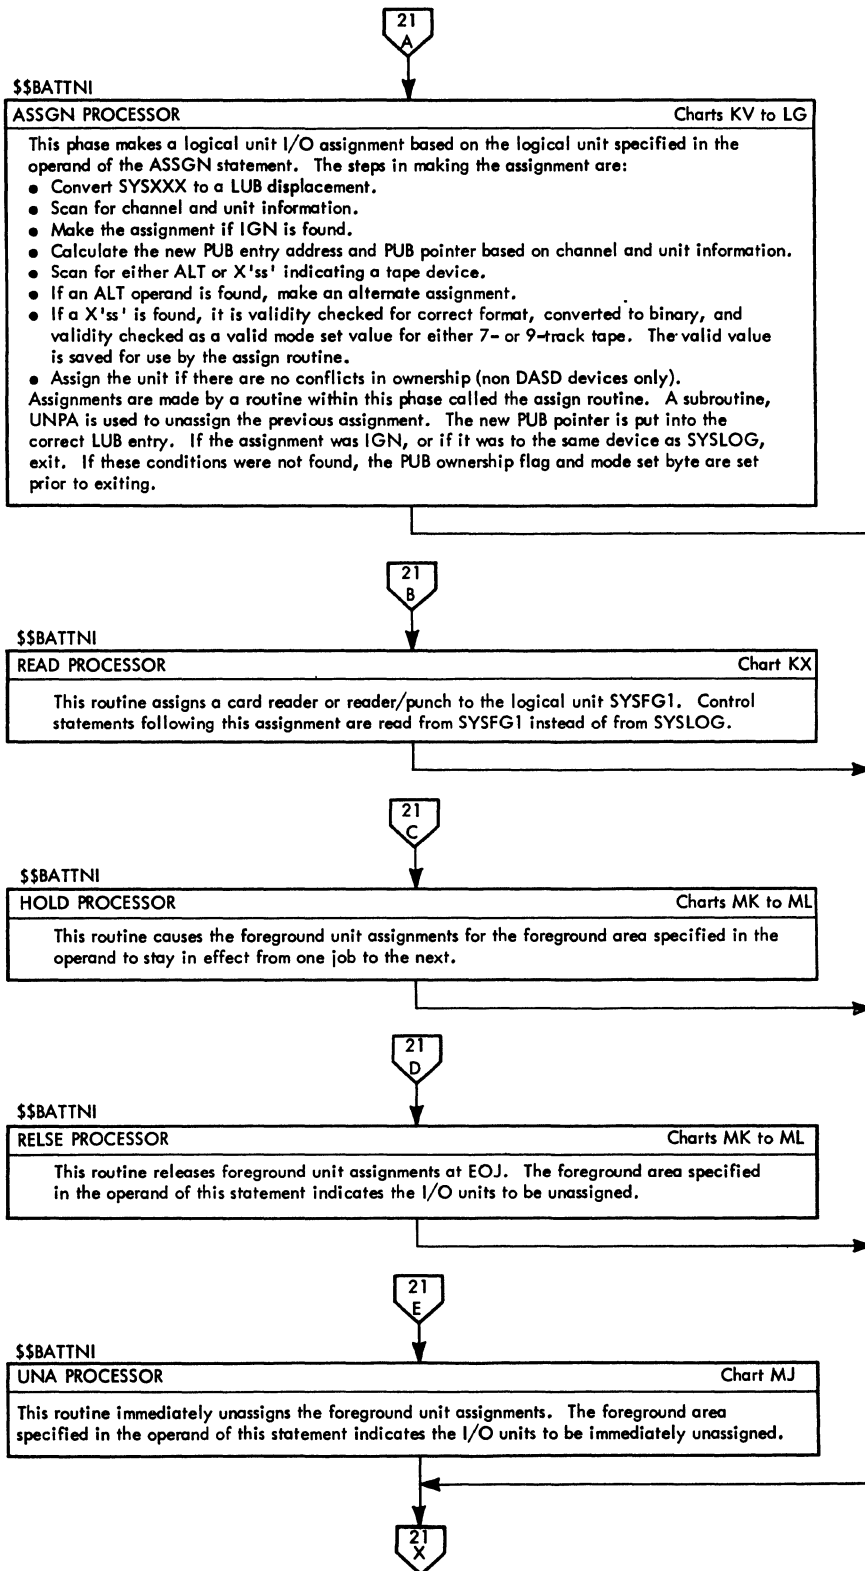 21
A
$$BATTNI
ASSGN PROCESSOR Charts KV to LG
This phase makes a logical unit I/O assignment based on the logical unit specified in the
operand of the ASSGN statement. The steps in making the assignment are:
● Convert SYSXXX to a LUB displacement.
● Scan for channel and unit information.
● Make the assignment if IGN is found.
● Calculate the new PUB entry address and PUB pointer based on channel and unit information.
● Scan for either ALT or X'ss' indicating a tape device.
● If an ALT operand is found, make an alternate assignment.
● If a X'ss' is found, it is validity checked for correct format, converted to binary, and
validity checked as a valid mode set value for either 7- or 9-track tape. The valid value
is saved for use by the assign routine.
● Assign the unit if there are no conflicts in ownership (non DASD devices only).
Assignments are made by a routine within this phase called the assign routine. A subroutine,
UNPA is used to unassign the previous assignment. The new PUB pointer is put into the
correct LUB entry. If the assignment was IGN, or if it was to the same device as SYSLOG,
exit. If these conditions were not found, the PUB ownership flag and mode set byte are set
prior to exiting.
21
B
$$BATTNI
READ PROCESSOR Chart KX
This routine assigns a card reader or reader/punch to the logical unit SYSFG1. Control
statements following this assignment are read from SYSFG1 instead of from SYSLOG.
21
C
$$BATTNI
HOLD PROCESSOR Charts MK to ML
This routine causes the foreground unit assignments for the foreground area specified in the
operand to stay in effect from one job to the next.
21
D
$$BATTNI
RELSE PROCESSOR Charts MK to ML
This routine releases foreground unit assignments at EOJ. The foreground area specified
in the operand of this statement indicates the I/O units to be unassigned.
21
E
$$BATTNI
UNA PROCESSOR Chart MJ
This routine immediately unassigns the foreground unit assignments. The foreground area
specified in the operand of this statement indicates the I/O units to be immediately unassigned.
21
X